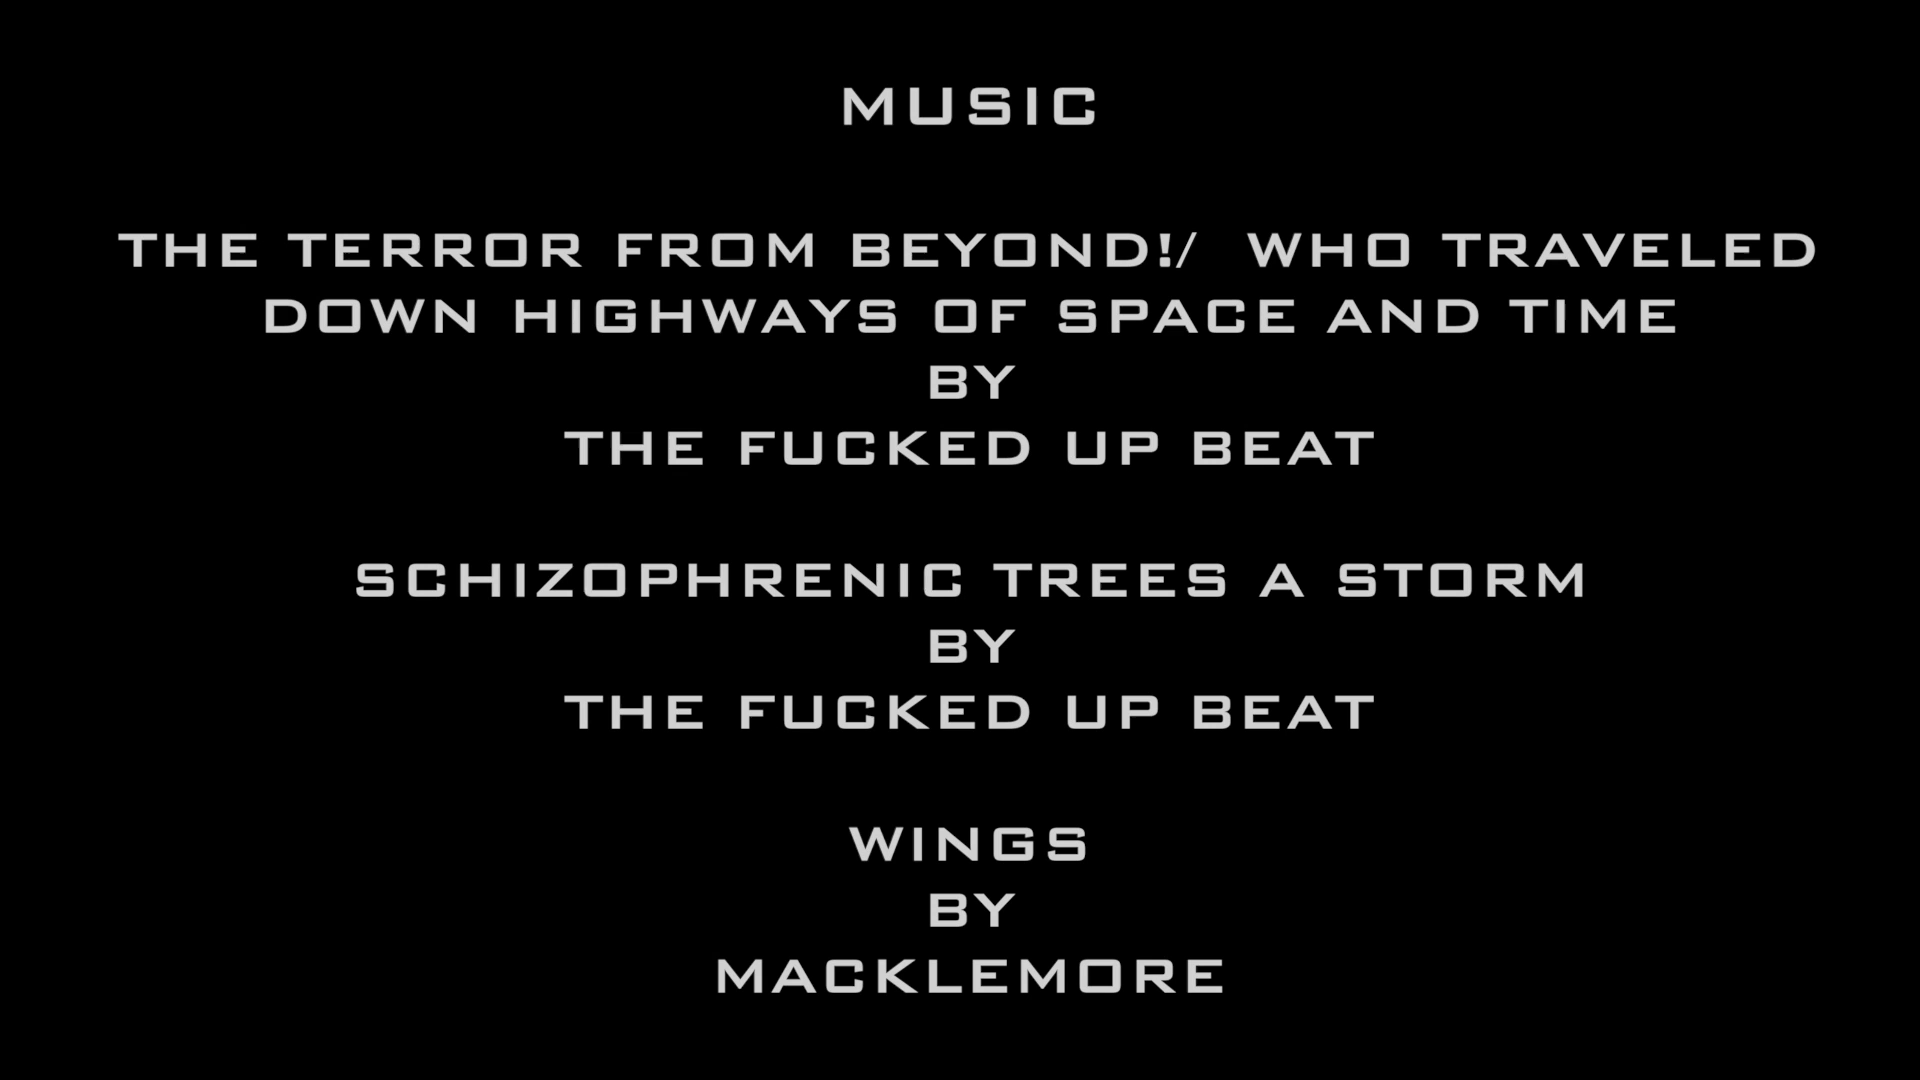 MUSIC
THE TERROR FROM BEYOND!/ WHO TRAVELED
DOWN HIGHWAYS OF SPACE AND TIME
BY
THE FUCKED UP BEAT
SCHIZOPHRENIC TREES A STORM
BY
THE FUCKED UP BEAT
WINGS
BY
MACKLEMORE